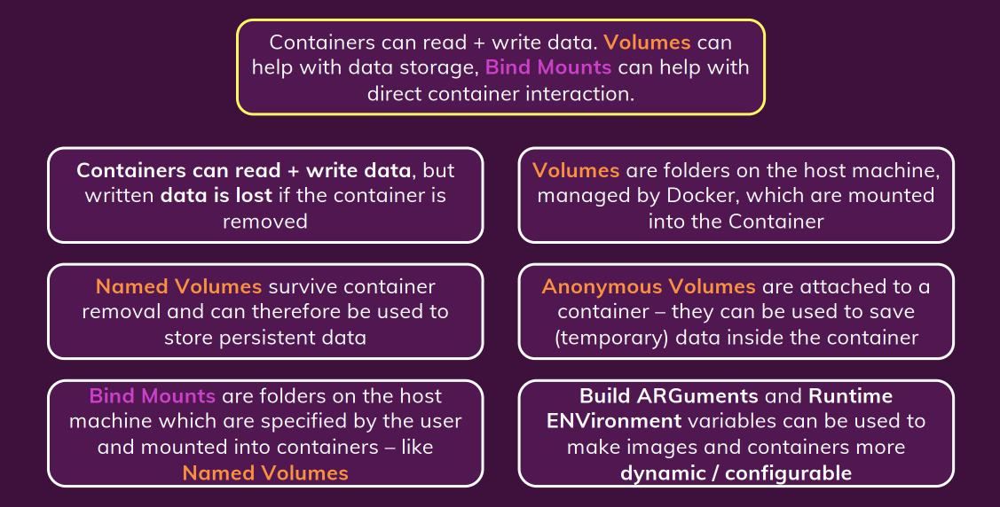 Containers can read + write data. Volumes can
help with data storage, Bind Mounts can help with
direct container interaction.
Containers can read + write data, but
written data is lost if the container is
removed
Volumes are folders on the host machine,
managed by Docker, which are mounted
into the Container
Named Volumes survive container
removal and can therefore be used to
store persistent data
Anonymous Volumes are attached to a
container – they can be used to save
(temporary) data inside the container
Bind Mounts are folders on the host
machine which are specified by the user
and mounted into containers – like
Named Volumes
Build ARGuments and Runtime
ENVironment variables can be used to
make images and containers more
dynamic / configurable